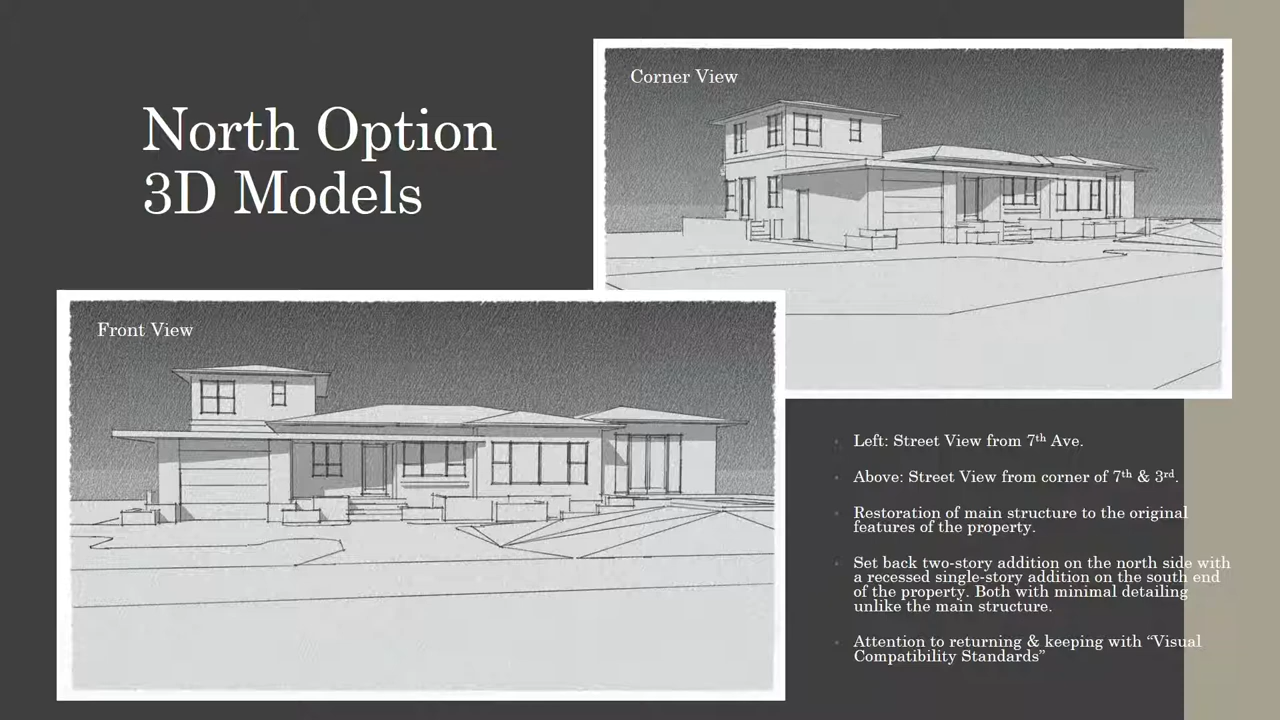 North Option
3D Models
Corner View
Front View
Left: Street View from 7th Ave.
Above: Street View from corner of 7th & 3rd.
Restoration of main structure to the original
features of the property.
Set back two-story addition on the north side with
a recessed single-story addition on the south end
of the property. Both with minimal detailing
unlike the main structure.
Attention to returning & keeping with “Visual
Compatibility Standards”